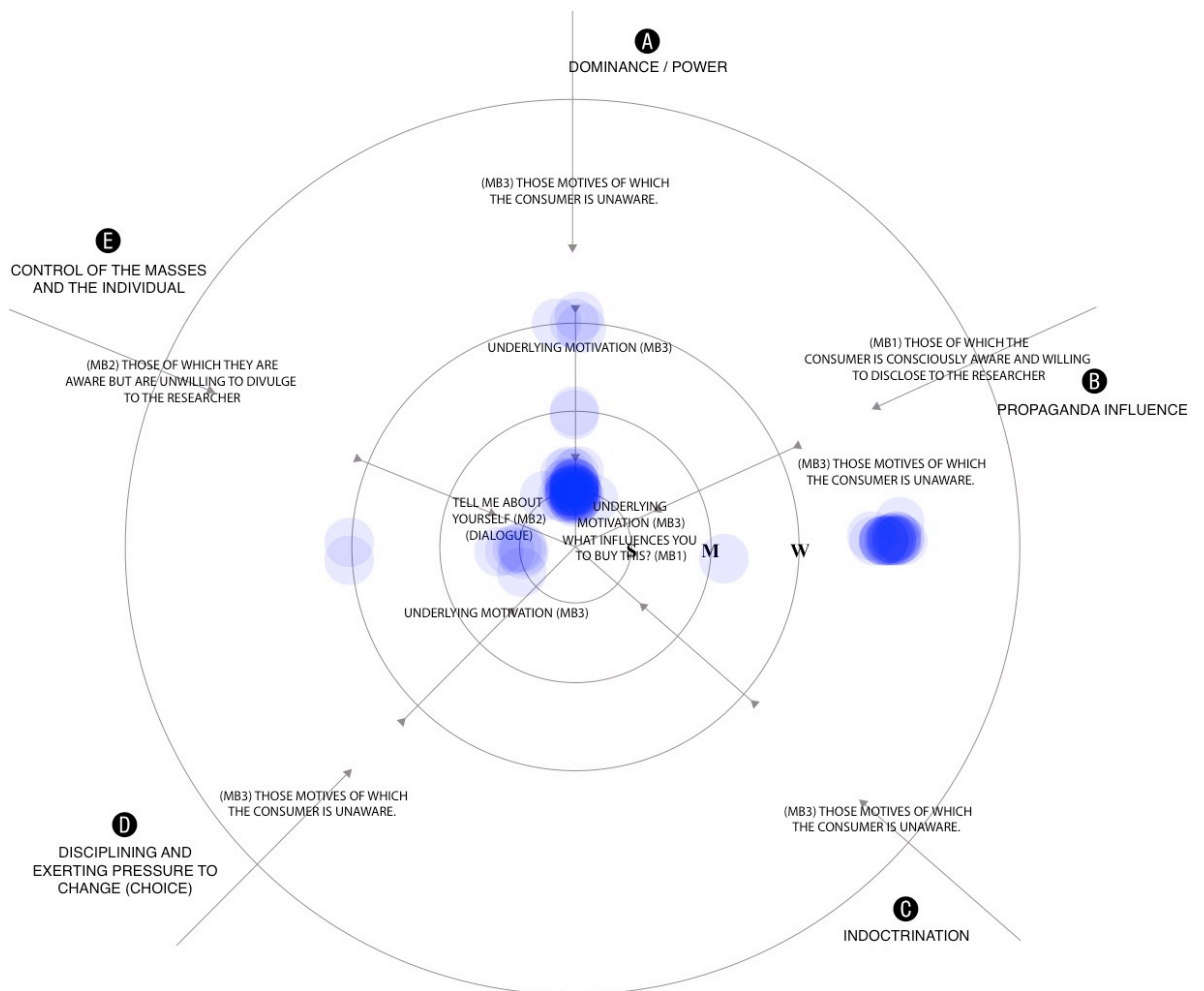 A
DOMINANCE / POWER
(MB3) THOSE MOTIVES OF WHICH
THE CONSUMER IS UNAWARE.
E
CONTROL OF THE MASSES
AND THE INDIVIDUAL
(MB2) THOSE OF WHICH THEY ARE
AWARE BUT ARE UNWILLING TO DIVULGE
TO THE RESEARCHER
UNDERLYING MOTIVATION (MB3)
(MB1) THOSE OF WHICH THE
CONSUMER IS CONSCIOUSLY AWARE AND WILLING
TO DISCLOSE TO THE RESEARCHER
B
PROPAGANDA INFLUENCE
(MB3) THOSE MOTIVES OF WHICH
THE CONSUMER IS UNAWARE.
TELL ME ABOUT
YOURSELF (MB2)
(DIALOGUE)
UNDERLYING
MOTIVATION (MB3)
WHAT INFLUENCES YOU
TO BUY THIS? (MB1)
S
M
W
UNDERLYING MOTIVATION (MB3)
(MB3) THOSE MOTIVES OF WHICH
THE CONSUMER IS UNAWARE.
D
DISCIPLINING AND
EXERTING PRESSURE TO
CHANGE (CHOICE)
(MB3) THOSE MOTIVES OF WHICH
THE CONSUMER IS UNAWARE.
C
INDOCTRINATION